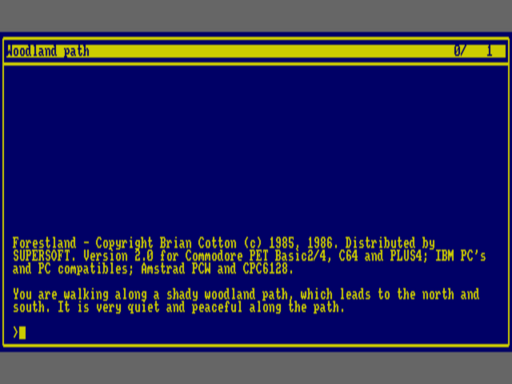 Woodland path 0/ 1
Forestland - Copyright Brian Cotton (c) 1985, 1986. Distributed by
SUPERSOFT. Version 2.0 for Commodore PET Basic2/4, C64 and PLUS4; IBM PC's
and PC compatibles; Amstrad PCW and CPC6128.
You are walking along a shady woodland path, which leads to the north and
south. It is very quiet and peaceful along the path.
>